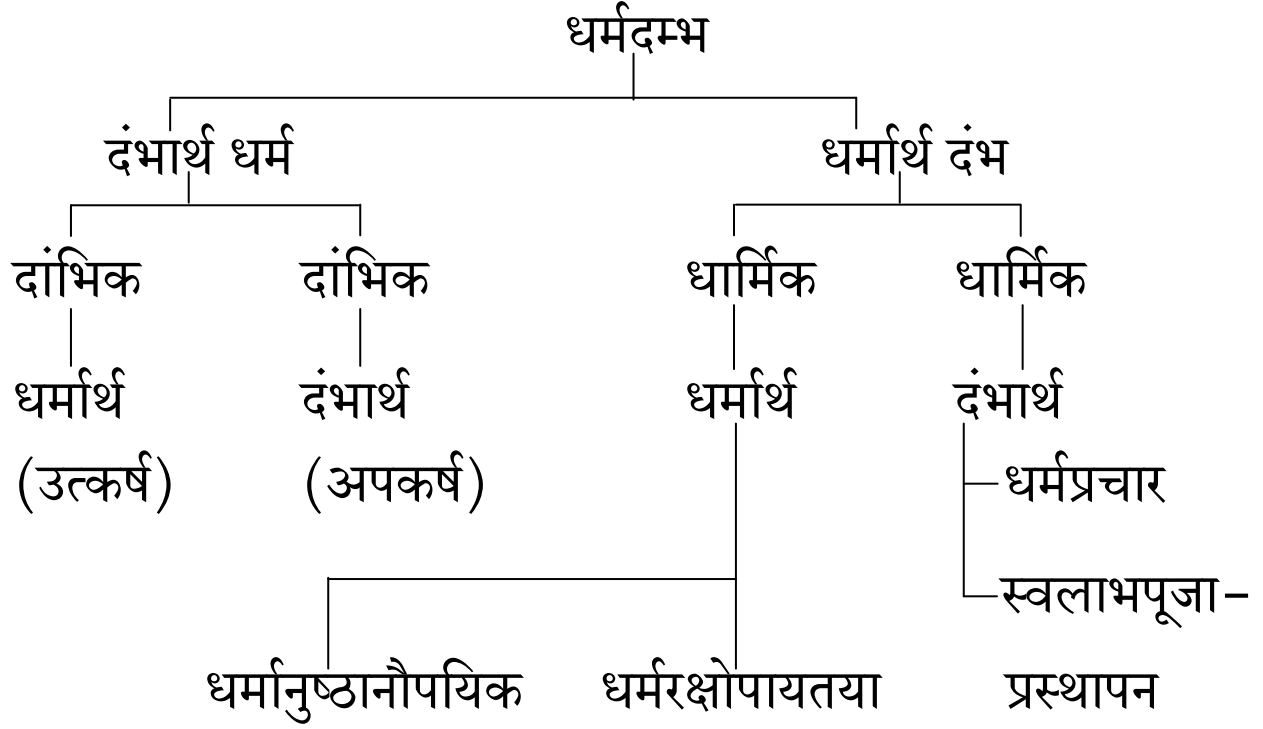 धर्मदम्भ
दंभार्थ धर्म धर्मार्थ दंभ
दांभिक दांभिक धार्मिक धार्मिक
धर्मार्थ दंभार्थ धर्मार्थ दंभार्थ
(उत्कर्ष) (अपकर्ष) धर्मप्रचार
स्वलाभपूजा–
धर्मानुष्ठानौपयिक धर्मरक्षोपायतया प्रस्थापन